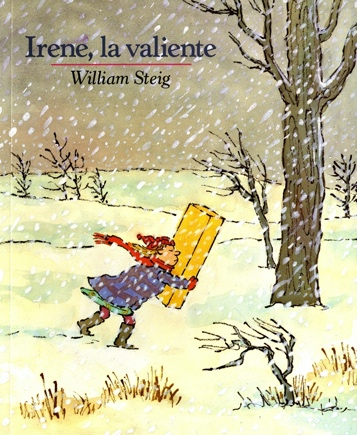 Irene, la valiente
William Steig